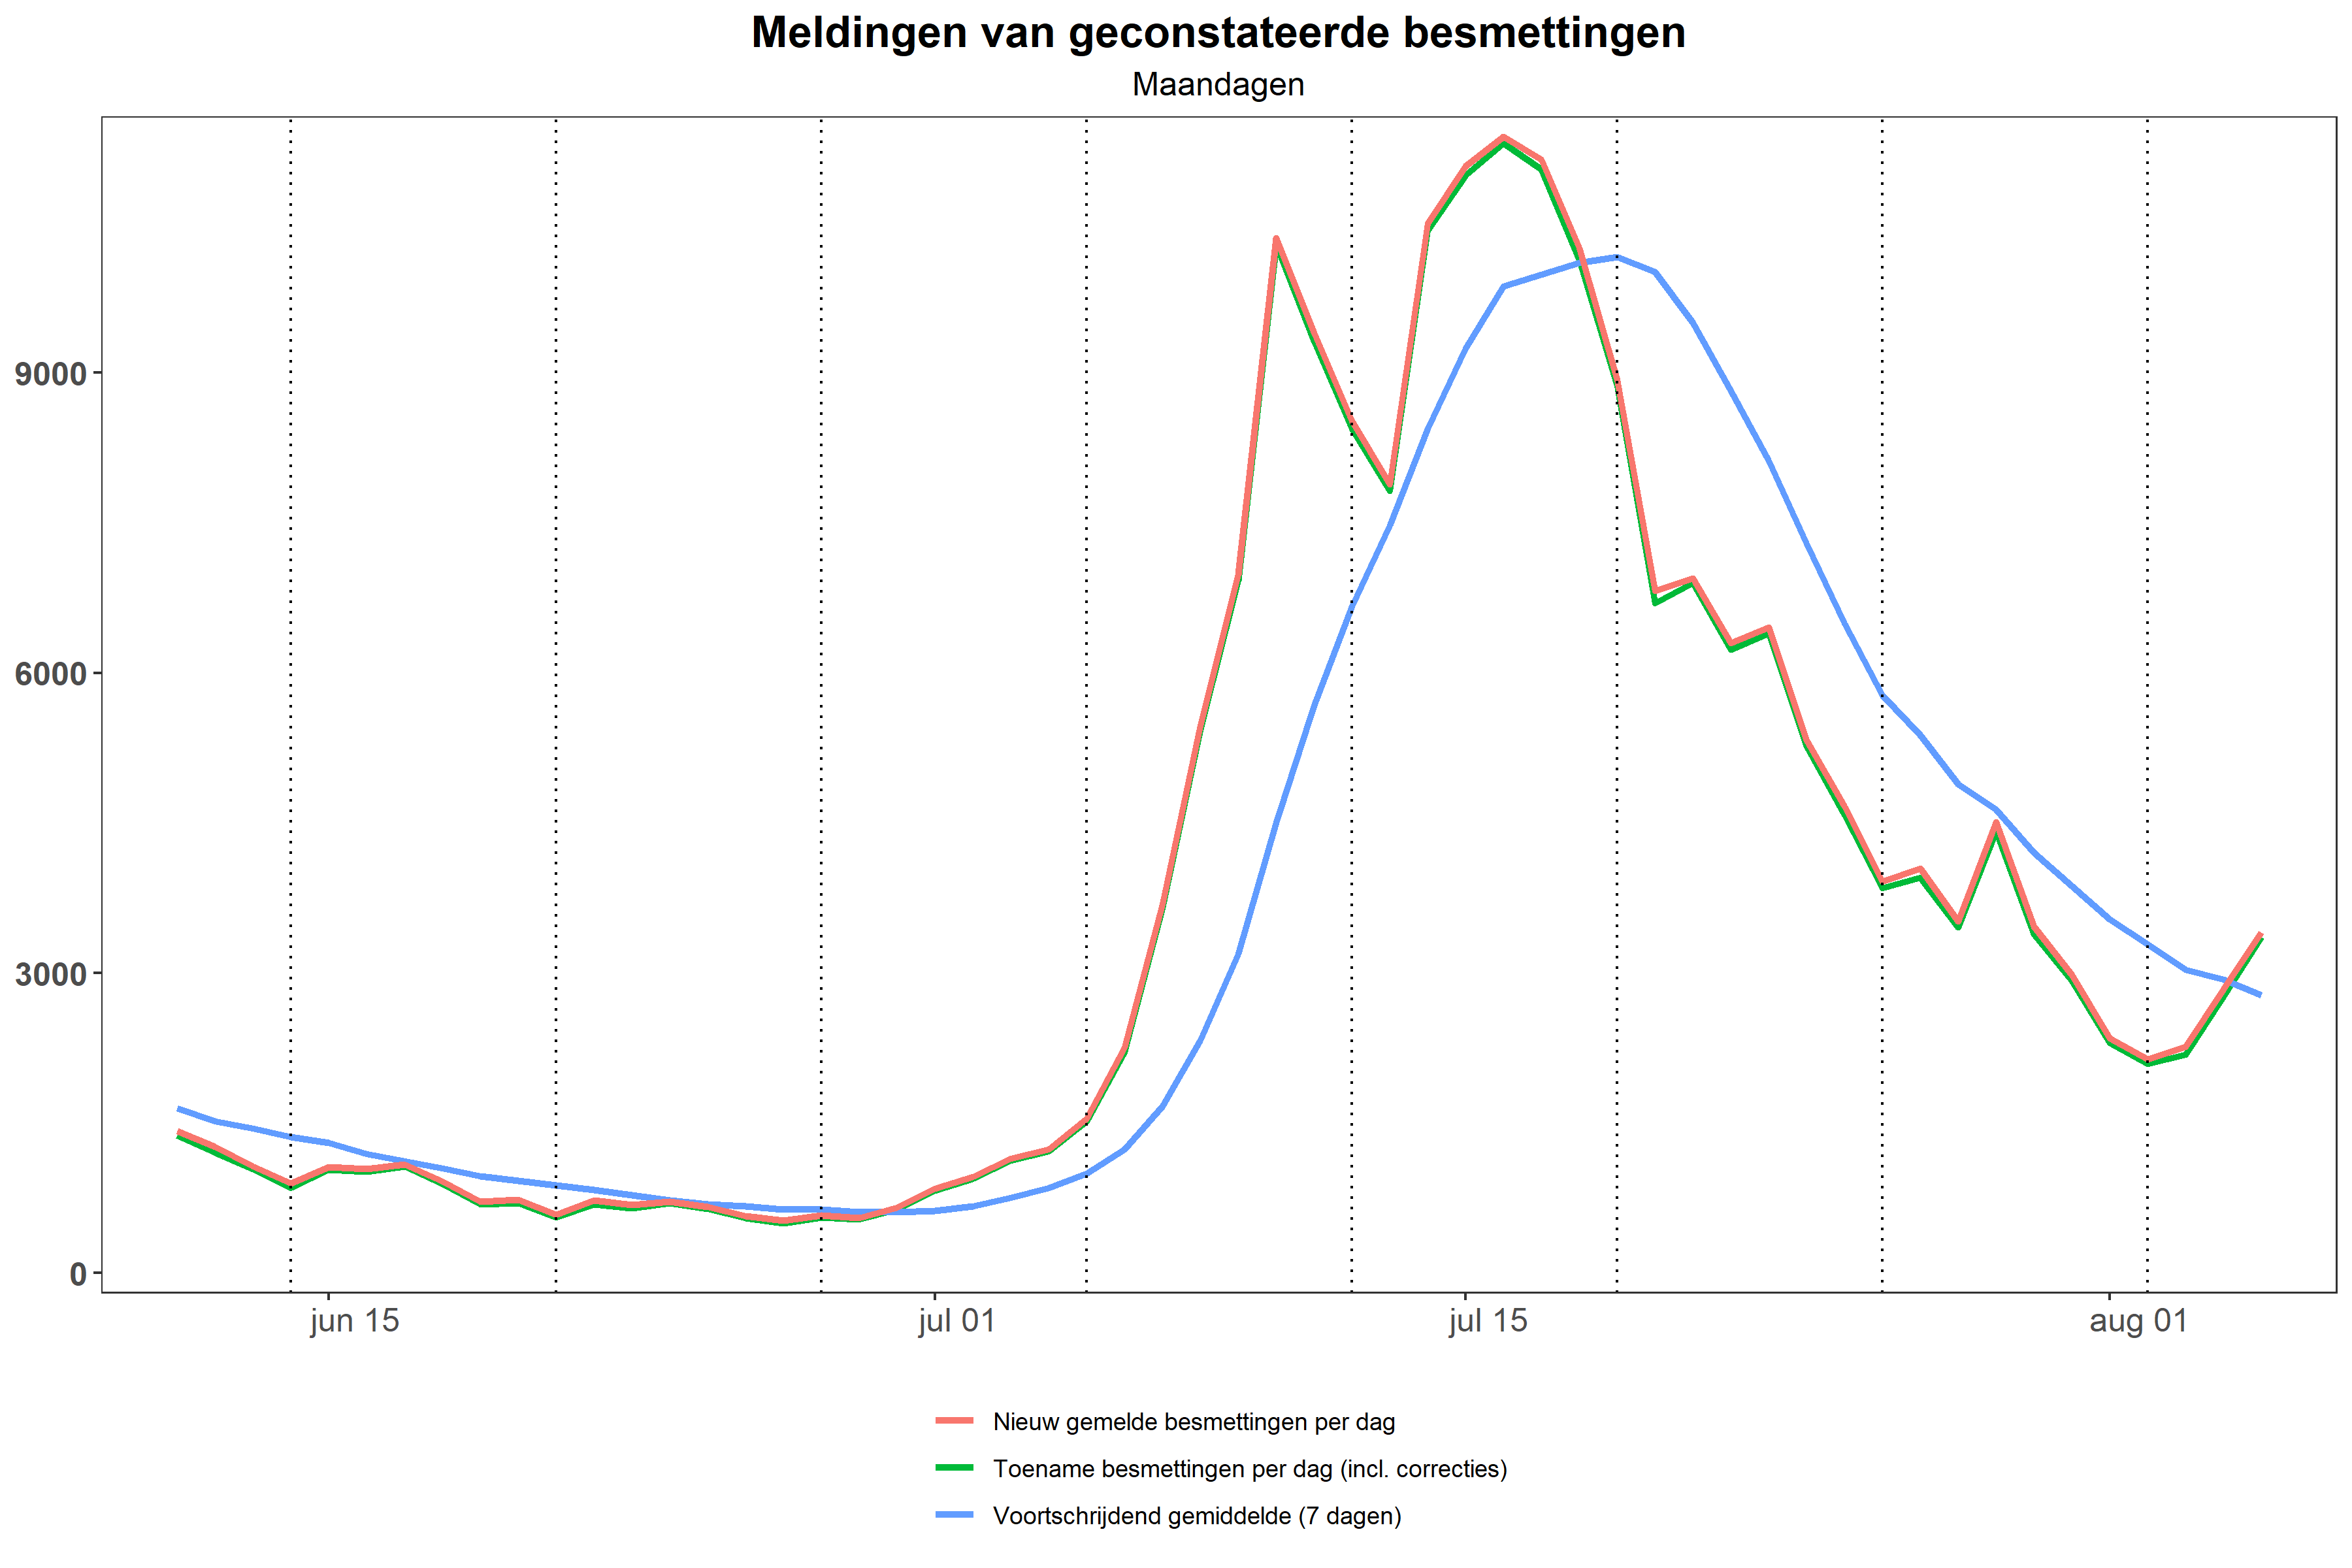 Meldingen van geconstateerde besmettingen
Maandagen
9000
6000
3000
0
jun 15 jul 01 jul 15 aug 01
Nieuw gemelde besmettingen per dag
Toename besmettingen per dag (incl. correcties)
Voortschrijdend gemiddelde (7 dagen)